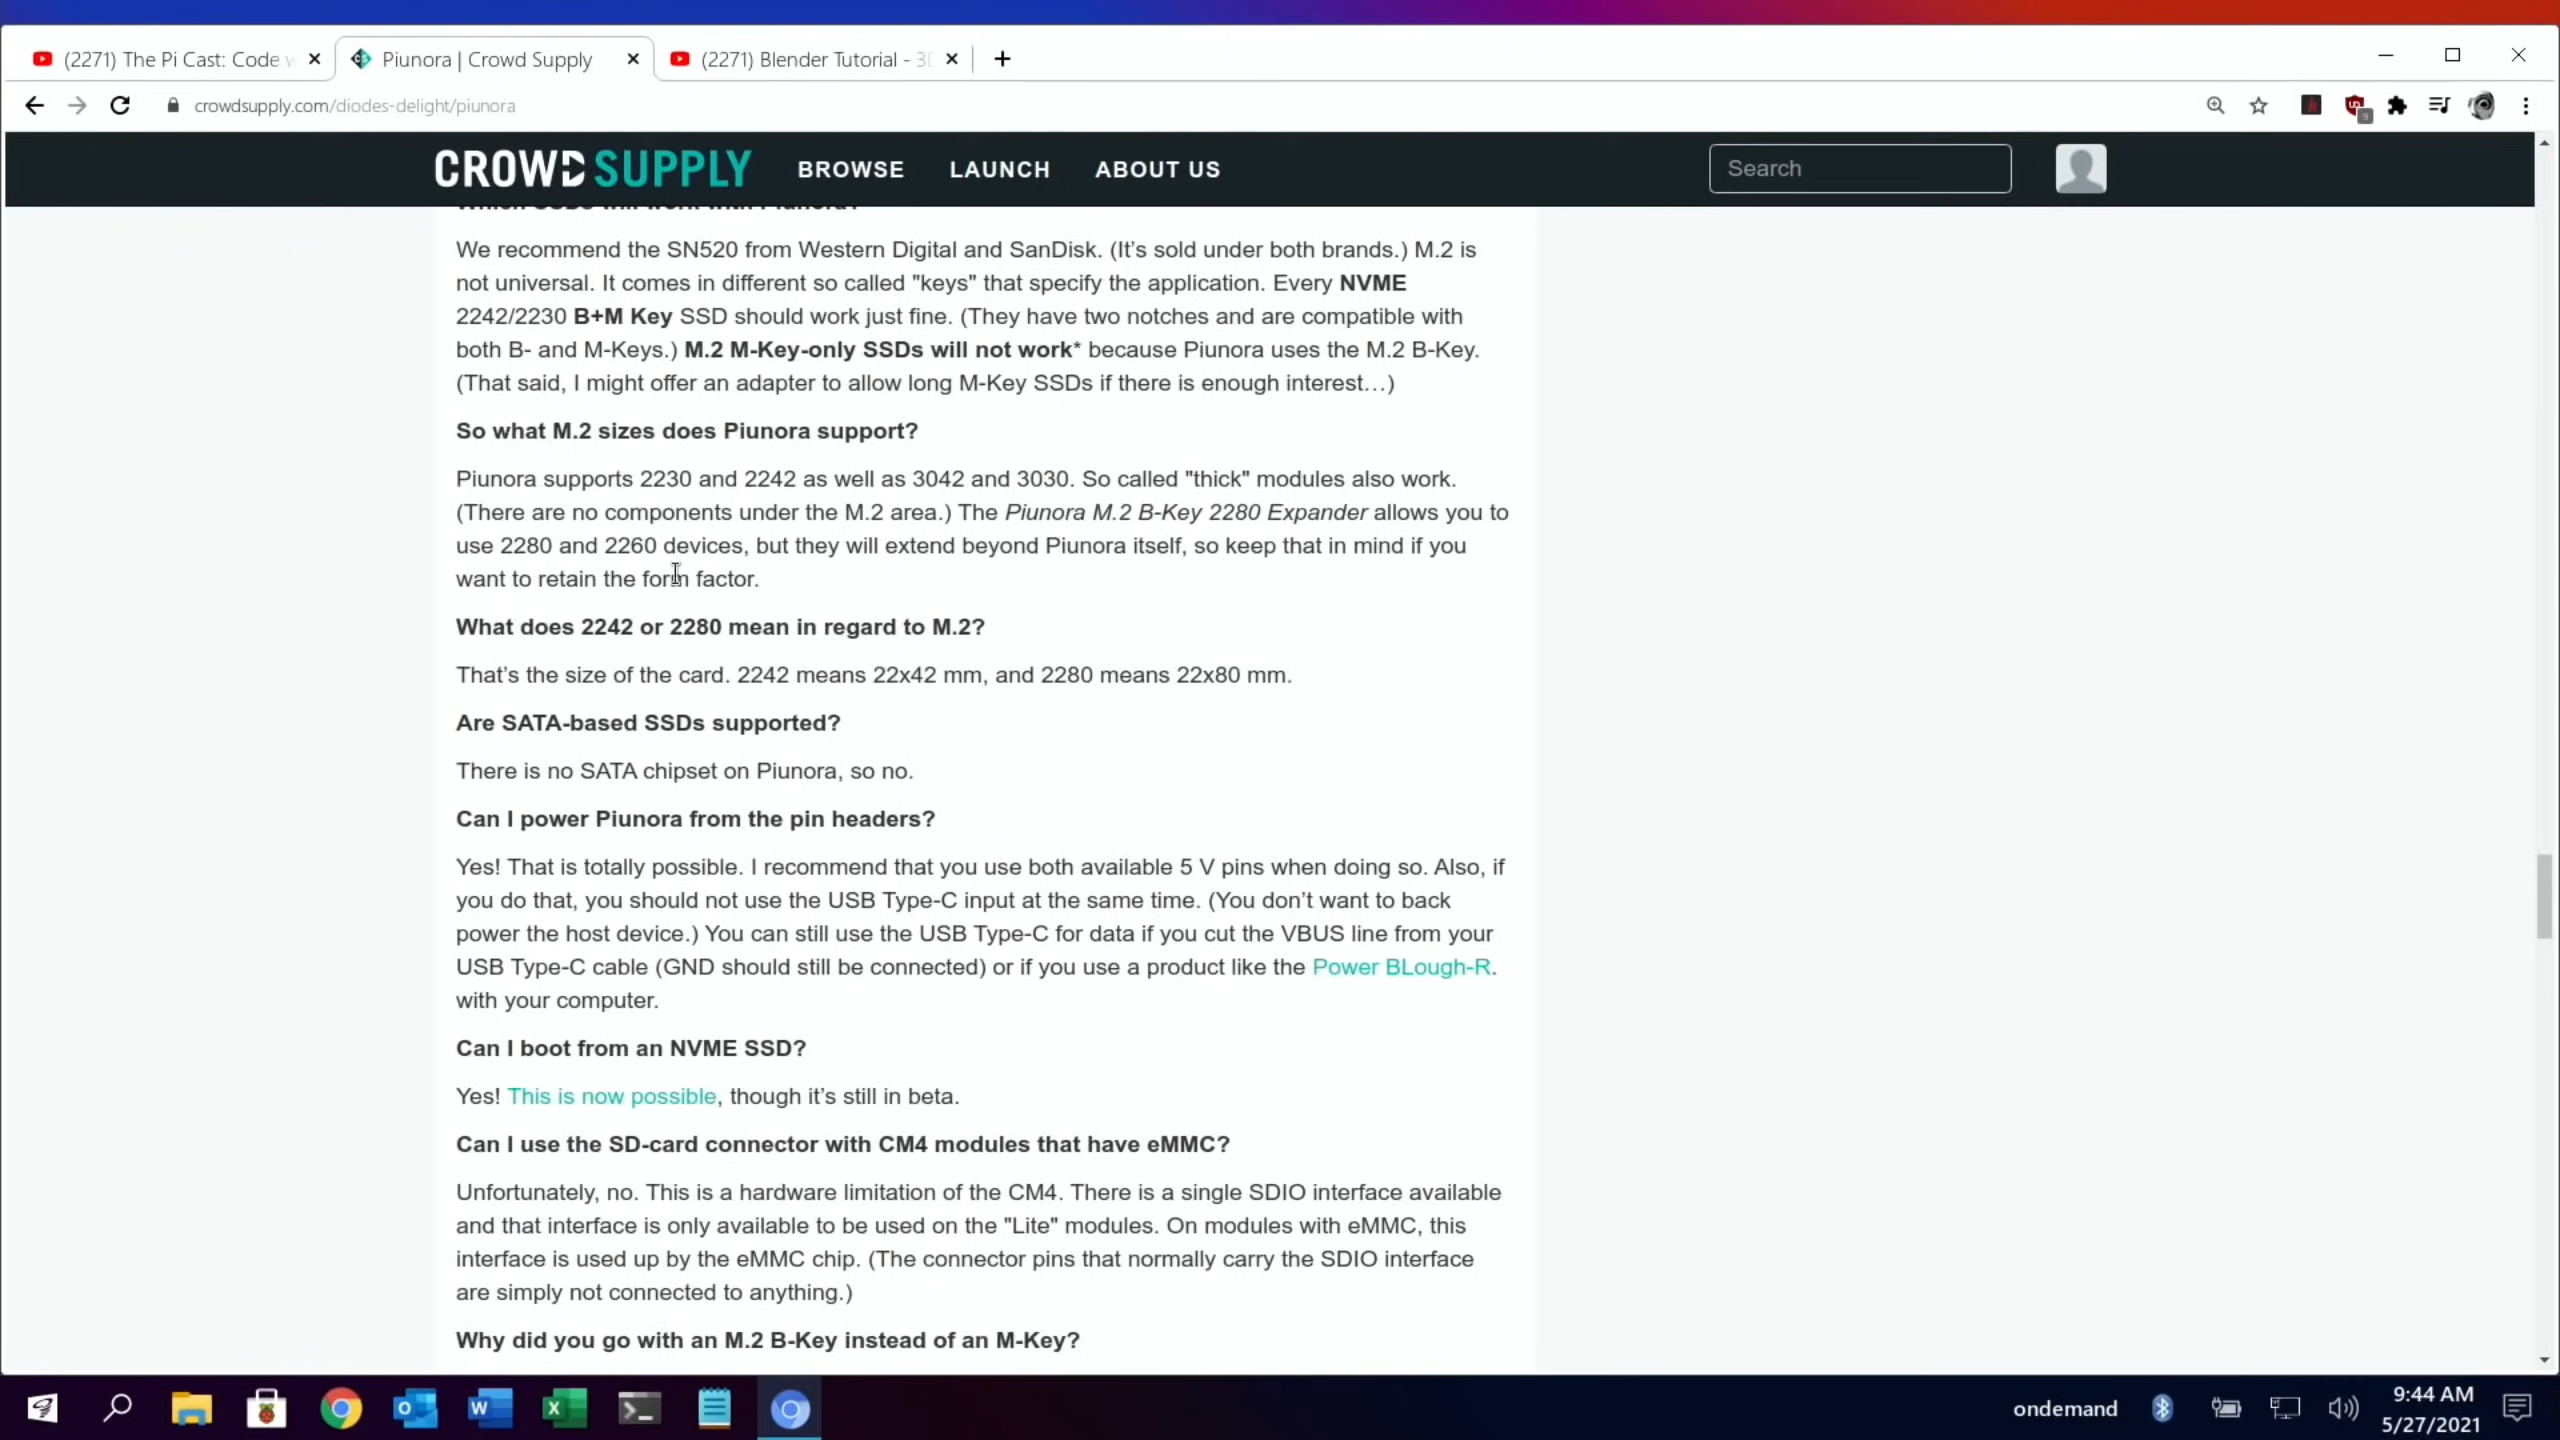 (2271) The Pi Cast: Code w
Piunora | Crowd Supply
(2271) Blender Tutorial - 3D
crowdsupply.com/diodes-delight/piunora
CROWD SUPPLY
BROWSE
LAUNCH
ABOUT US
Search
Which SSDs will work with Piunora?
We recommend the SN520 from Western Digital and SanDisk. (It’s sold under both brands.) M.2 is
not universal. It comes in different so called "keys" that specify the application. Every NVME
2242/2230 B+M Key SSD should work just fine. (They have two notches and are compatible with
both B- and M-Keys.) M.2 M-Key-only SSDs will not work* because Piunora uses the M.2 B-Key.
(That said, I might offer an adapter to allow long M-Key SSDs if there is enough interest…)
So what M.2 sizes does Piunora support?
Piunora supports 2230 and 2242 as well as 3042 and 3030. So called "thick" modules also work.
(There are no components under the M.2 area.) The Piunora M.2 B-Key 2280 Expander allows you to
use 2280 and 2260 devices, but they will extend beyond Piunora itself, so keep that in mind if you
want to retain the form factor.
What does 2242 or 2280 mean in regard to M.2?
That’s the size of the card. 2242 means 22x42 mm, and 2280 means 22x80 mm.
Are SATA-based SSDs supported?
There is no SATA chipset on Piunora, so no.
Can I power Piunora from the pin headers?
Yes! That is totally possible. I recommend that you use both available 5 V pins when doing so. Also, if
you do that, you should not use the USB Type-C input at the same time. (You don’t want to back
power the host device.) You can still use the USB Type-C for data if you cut the VBUS line from your
USB Type-C cable (GND should still be connected) or if you use a product like the Power BLough-R.
with your computer.
Can I boot from an NVME SSD?
Yes! This is now possible, though it’s still in beta.
Can I use the SD-card connector with CM4 modules that have eMMC?
Unfortunately, no. This is a hardware limitation of the CM4. There is a single SDIO interface available
and that interface is only available to be used on the "Lite" modules. On modules with eMMC, this
interface is used up by the eMMC chip. (The connector pins that normally carry the SDIO interface
are simply not connected to anything.)
Why did you go with an M.2 B-Key instead of an M-Key?
ondemand
9:44 AM
5/27/2021